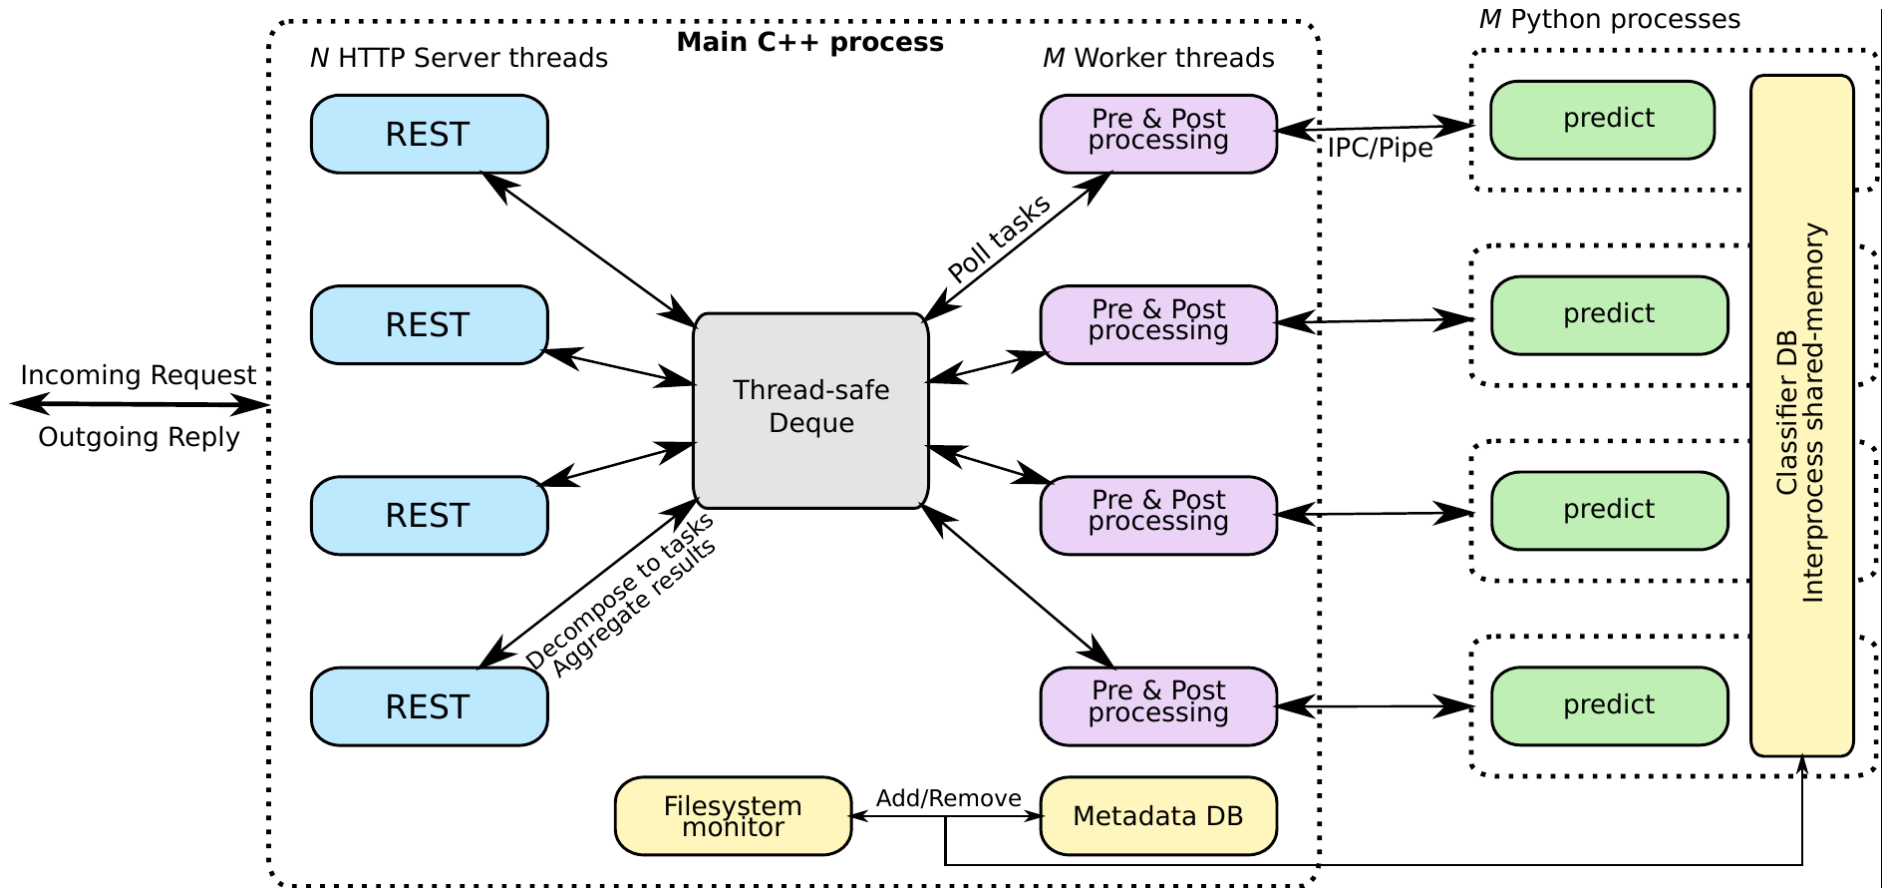 M Python processes
Main C++ process
N HTTP Server threads
M Worker threads
REST
Pre & Post
processing
IPC/Pipe
predict
Poll tasks
REST
Pre & Post
processing
predict
Incoming Request
Outgoing Reply
Thread-safe
Deque
Classifier DB
Interprocess shared-memory
REST
Pre & Post
processing
predict
Decompose to tasks
Aggregate results
REST
Pre & Post
processing
predict
Filesystem
monitor
Add/Remove
Metadata DB